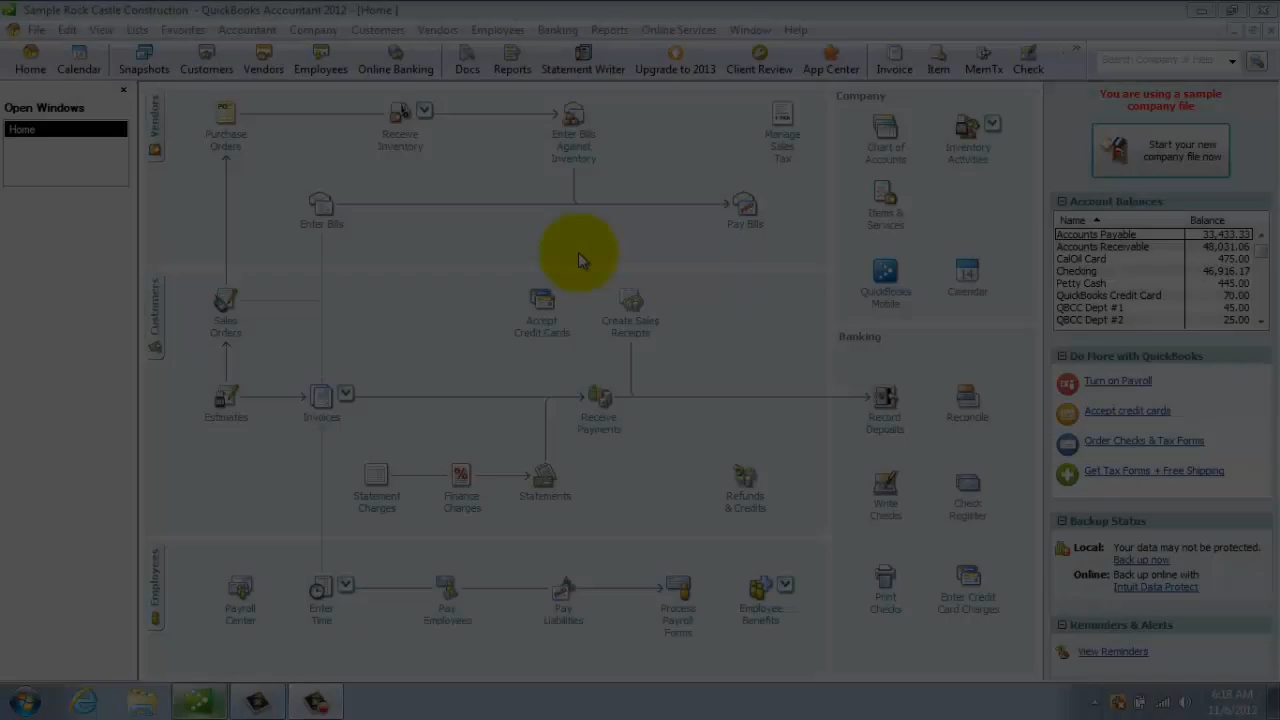 Sample Rock Castle Construction - QuickBooks Accountant 2012 - [Home ]
File Edit View Lists Favorites Accountant Company Customers Vendors Employees Banking Reports Online Services Window Help
Home Calendar Snapshots Customers Vendors Employees Online Banking Docs Reports Statement Writer Upgrade to 2013 Client Review App Center Invoice Item MemTx Check
Open Windows
Home
Vendors
Purchase
Orders
Receive
Inventory
Enter Bills
Against
Inventory
Manage
Sales
Tax
Enter Bills
Pay Bills
Customers
Sales
Orders
Accept
Credit Cards
Create Sales
Receipts
Estimates
Invoices
Receive
Payments
Statement
Charges
Finance
Charges
Statements
Refunds
& Credits
Employees
Payroll
Center
Enter
Time
Pay
Employees
Pay
Liabilities
Process
Payroll
Forms
Employee
Benefits
Company
Chart of
Accounts
Inventory
Activities
Items &
Services
QuickBooks
Mobile
14
Calendar
Banking
Record
Deposits
Reconcile
Write
Checks
Check
Register
Print
Checks
Enter Credit
Card Charges
You are using a sample
company file
Start your new
company file now
Account Balances
Name Balance
Accounts Payable 33,433.33
Accounts Receivable 48,031.06
CalOil Card 475.00
Checking 46,916.17
Petty Cash 445.00
QuickBooks Credit Card 70.00
QBCC Dept #1 45.00
QBCC Dept #2 25.00
Do More with QuickBooks
Turn on Payroll
Accept credit cards
Order Checks & Tax Forms
Get Tax Forms + Free Shipping
Backup Status
Local: Your data may not be protected.
Back up now
Online: Back up online with
Intuit Data Protect
Reminders & Alerts
View Reminders
6:18 AM
11/6/2012